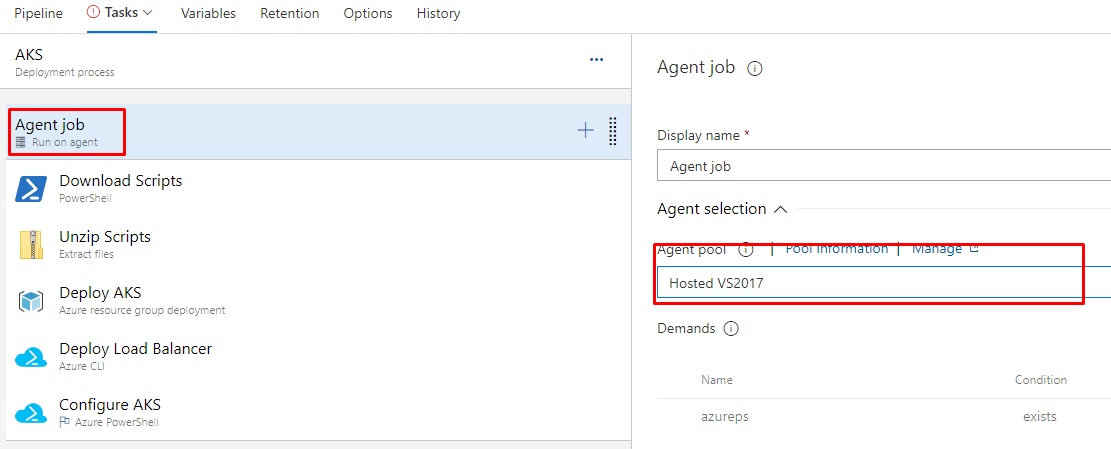 Pipeline Tasks Variables Retention Options History
AKS
Deployment process
...
Agent job
Run on agent
Download Scripts
PowerShell
Unzip Scripts
Extract files
Deploy AKS
Azure resource group deployment
Deploy Load Balancer
Azure CLI
Configure AKS
Azure PowerShell
Agent job
Display name *
Agent job
Agent selection
Agent pool | Pool information | Manage
Hosted VS2017
Demands
Name Condition
azureps exists